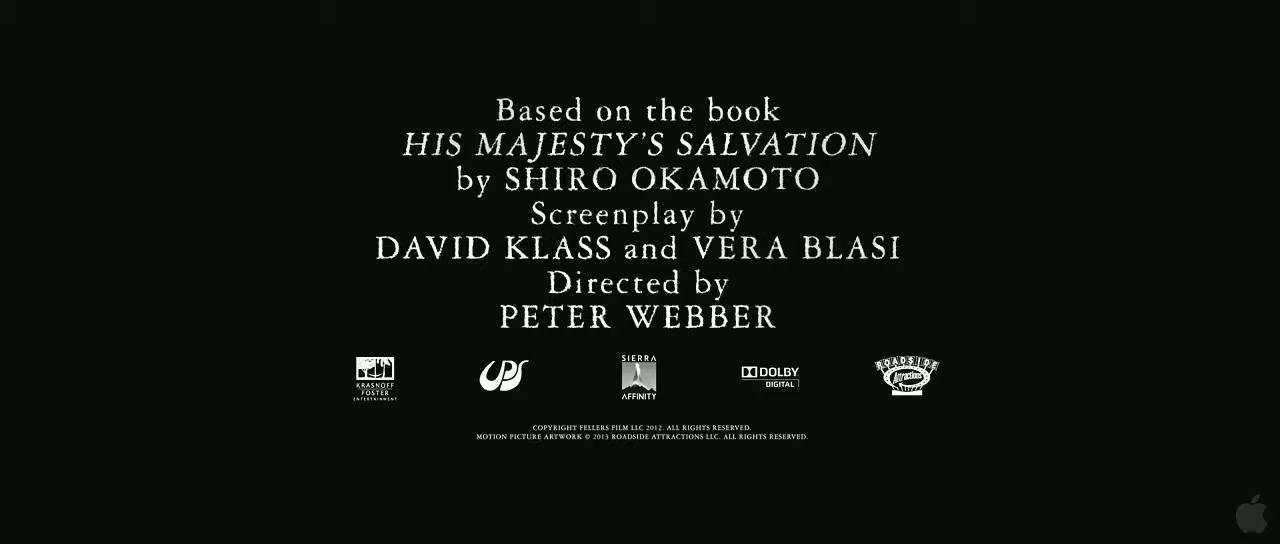 Based on the book
HIS MAJESTY'S SALVATION
by SHIRO OKAMOTO
Screenplay by
DAVID KLASS and VERA BLASI
Directed by
PETER WEBBER
KRASNOFF
FOSTER
ENTERTAINMENT
UPS
SIERRA
AFFINITY
DOLBY
DIGITAL
ROADSIDE
Attractions
COPYRIGHT FELLERS FILM LLC 2012. ALL RIGHTS RESERVED.
MOTION PICTURE ARTWORK © 2013 ROADSIDE ATTRACTIONS LLC. ALL RIGHTS RESERVED.